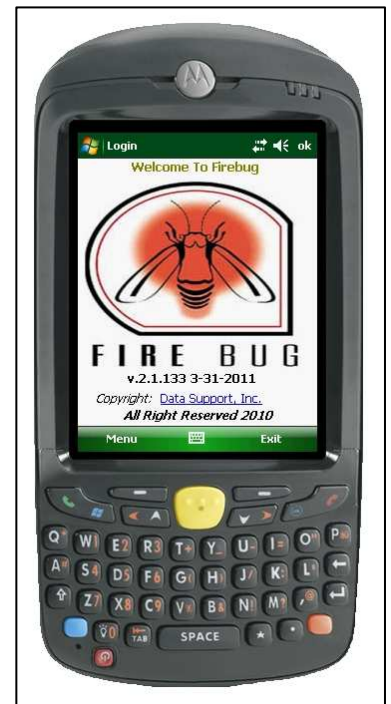 Login ok
Welcome To Firebug
FIRE BUG
v.2.1.133 3-31-2011
Copyright: Data Support, Inc.
All Right Reserved 2010
Menu Exit
Q W E R T Y U I O P
A S D F G H J K L
Z X C V B N M
TAB SPACE